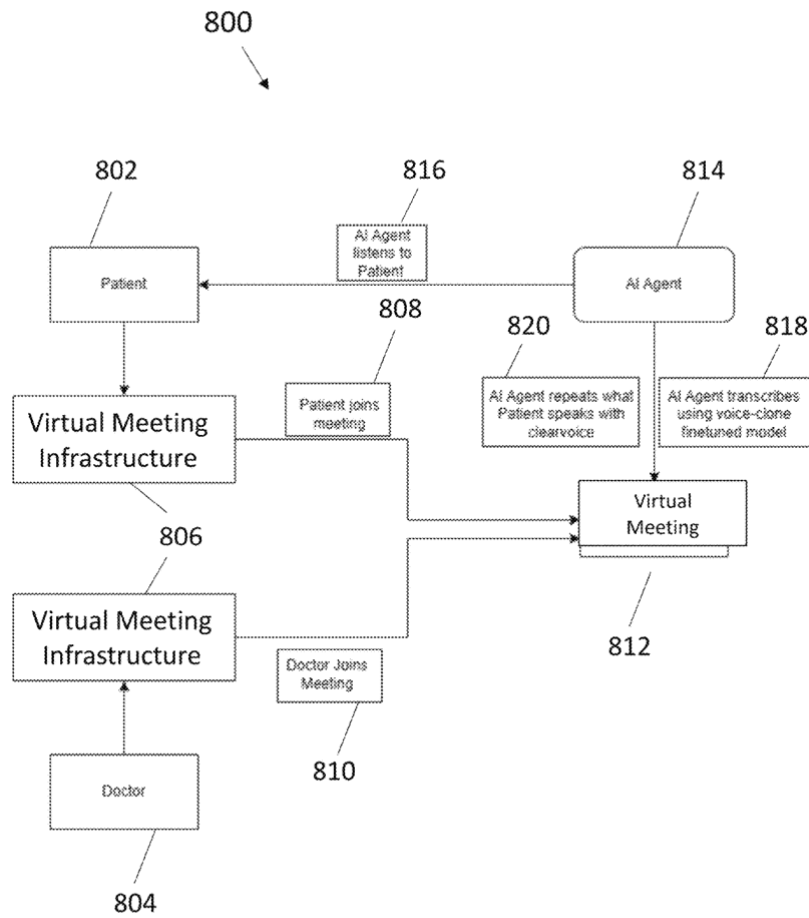 800
802
816
814
AI Agent
listens to
Patient
Patient
AI Agent
808
820
818
Patient joins
meeting
AI Agent repeats what
Patient speaks with
clearvoice
AI Agent transcribes
using voice-clone
finetuned model
Virtual Meeting
Infrastructure
Virtual
Meeting
806
812
Virtual Meeting
Infrastructure
Doctor Joins
Meeting
810
Doctor
804